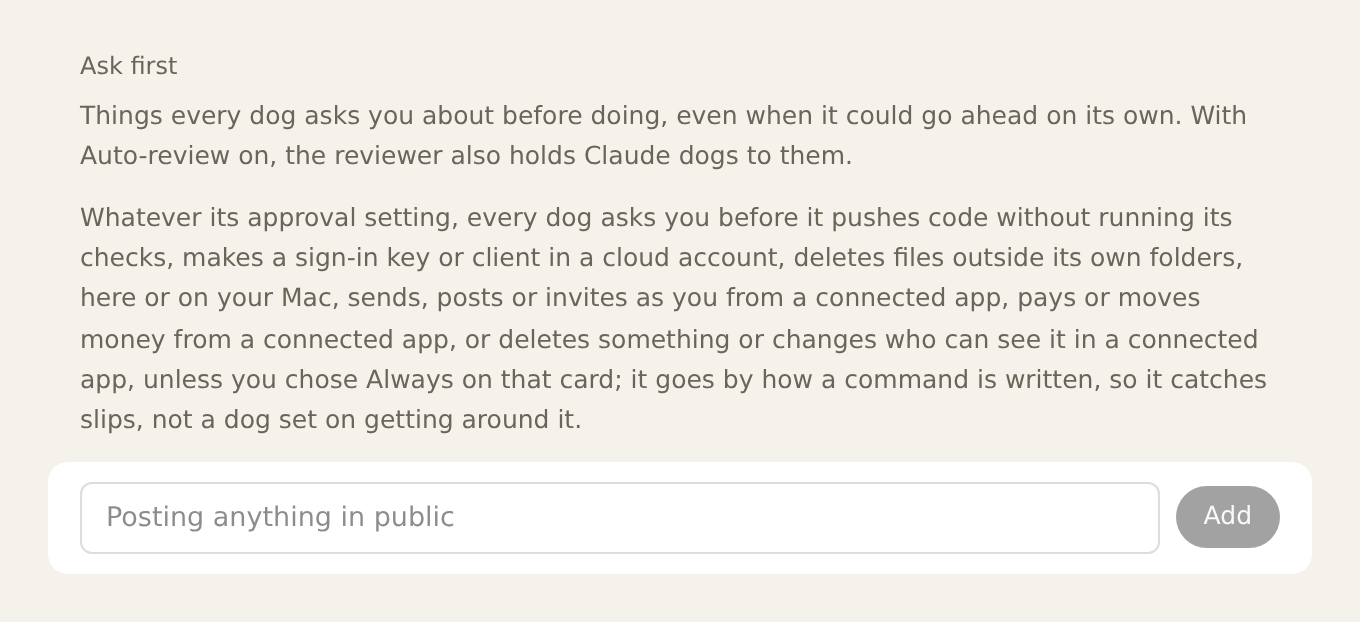 Ask first
Things every dog asks you about before doing, even when it could go ahead on its own. With
Auto-review on, the reviewer also holds Claude dogs to them.
Whatever its approval setting, every dog asks you before it pushes code without running its
checks, makes a sign-in key or client in a cloud account, deletes files outside its own folders,
here or on your Mac, sends, posts or invites as you from a connected app, pays or moves
money from a connected app, or deletes something or changes who can see it in a connected
app, unless you chose Always on that card; it goes by how a command is written, so it catches
slips, not a dog set on getting around it.
Posting anything in public
Add